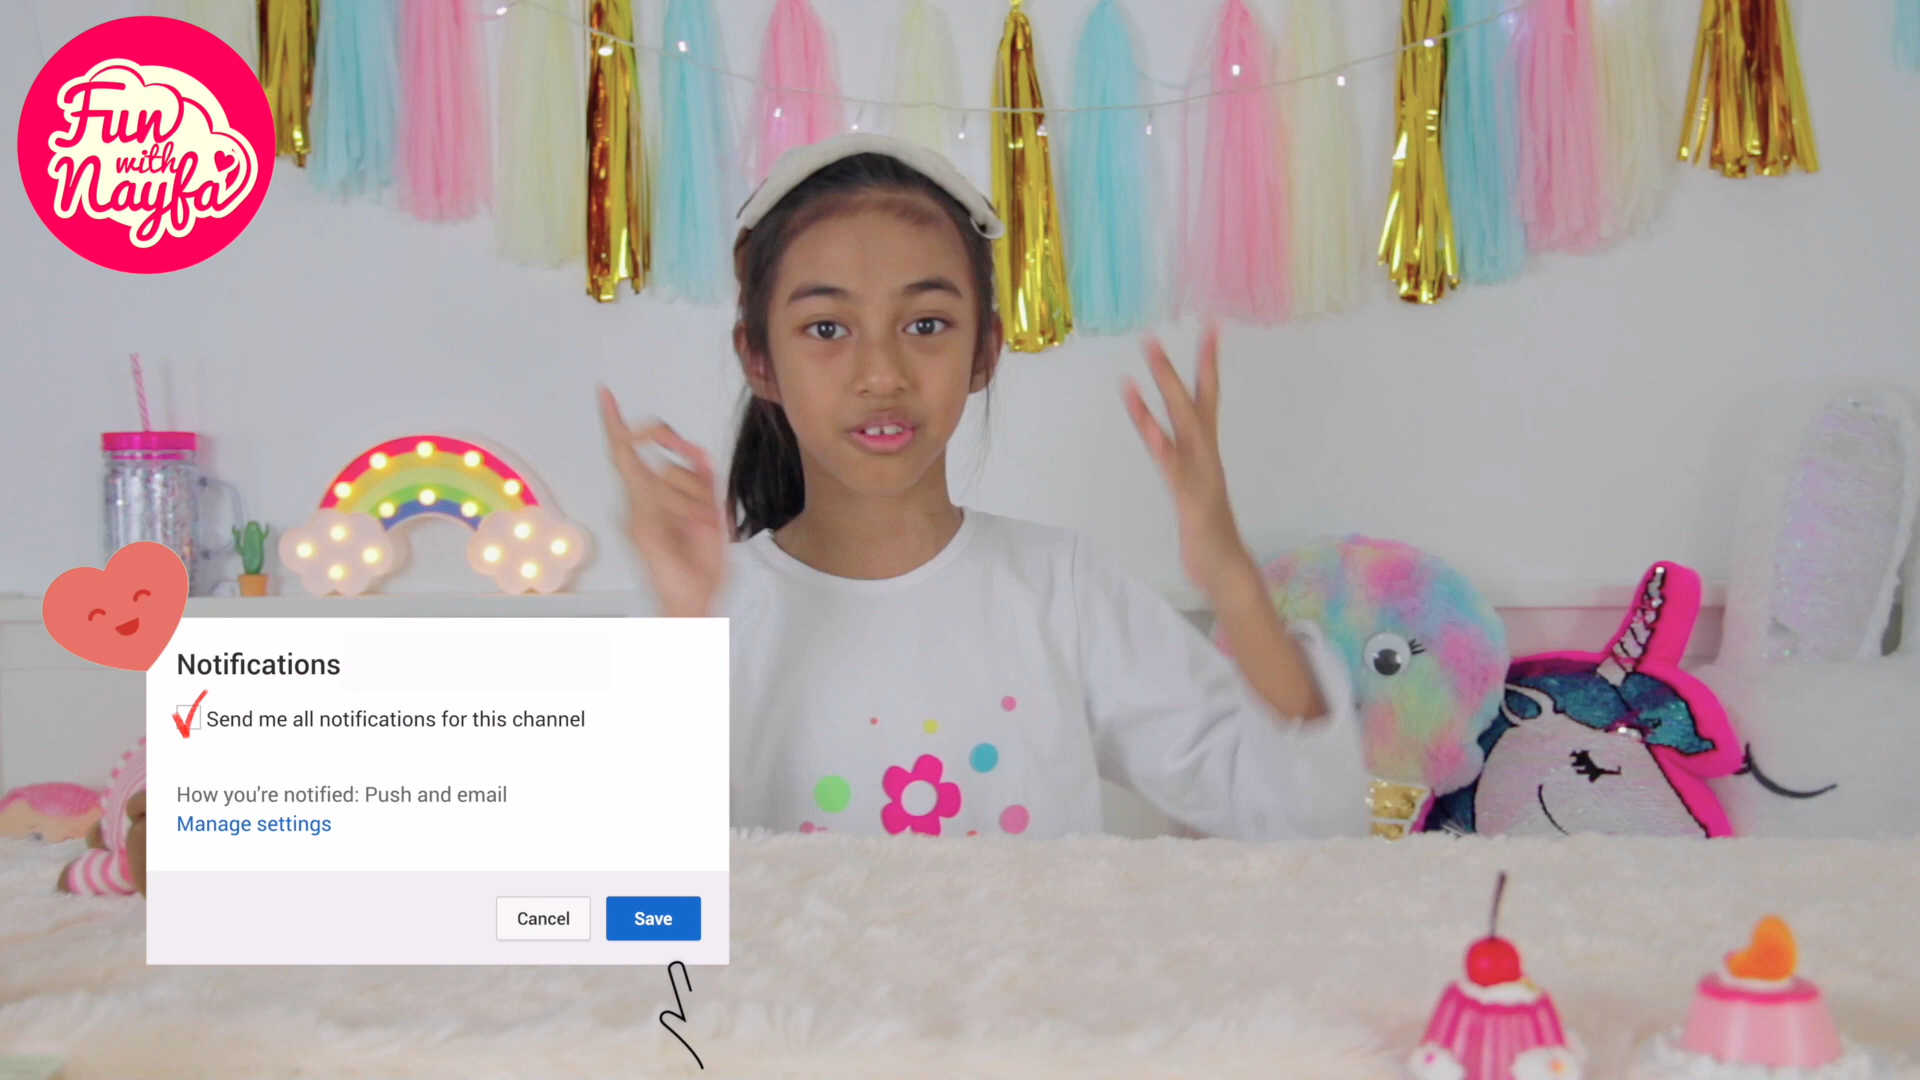 Fun
with
Nayfa
Notifications
Send me all notifications for this channel
How you're notified: Push and email
Manage settings
Cancel
Save